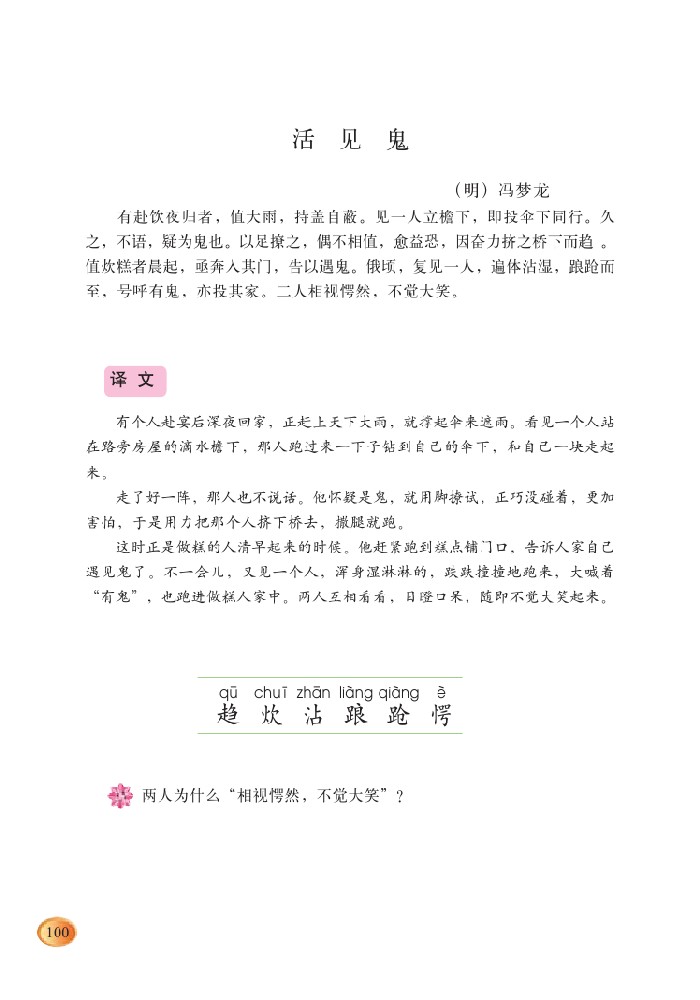 活 见 鬼
（明）冯梦龙
有赴饮夜归者，值大雨，持盖自蔽。见一人立檐下，即投伞下同行。久
之，不语，疑为鬼也。以足撩之，偶不相值，愈益恐，因奋力挤之桥下而趋 。
值炊糕者晨起，亟奔入其门，告以遇鬼。俄顷，复见一人，遍体沾湿，踉跄而
至，号呼有鬼，亦投其家。二人相视愕然，不觉大笑。
译 文
有个人赴宴后深夜回家，正赶上天下大雨，就撑起伞来遮雨。看见一个人站
在路旁房屋的滴水檐下，那人跑过来一下子钻到自己的伞下，和自己一块走起
来。
走了好一阵，那人也不说话。他怀疑是鬼，就用脚撩试，正巧没碰着，更加
害怕，于是用力把那个人挤下桥去，撒腿就跑。
这时正是做糕的人清早起来的时候。他赶紧跑到糕点铺门口，告诉人家自己
遇见鬼了。不一会儿，又见一个人，浑身湿淋淋的，跌跌撞撞地跑来，大喊着
“有鬼”，也跑进做糕人家中。两人互相看看，目瞪口呆，随即不觉大笑起来。
qū chuī zhān liàng qiàng è
趋 炊 沾 踉 跄 愕
两人为什么“相视愕然，不觉大笑”？
100